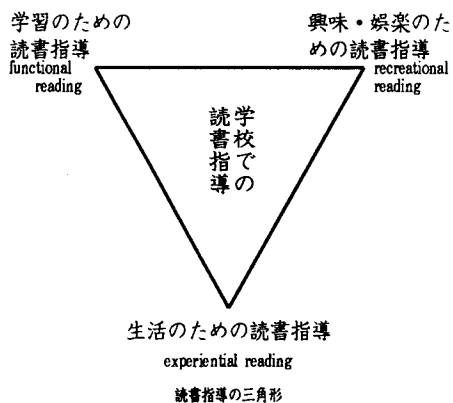 学習のための
読書指導
functional
reading
興味・娯楽のた
めの読書指導
recreational
reading
学校での
読書指導
生活のための読書指導
experiential reading
読書指導の三角形